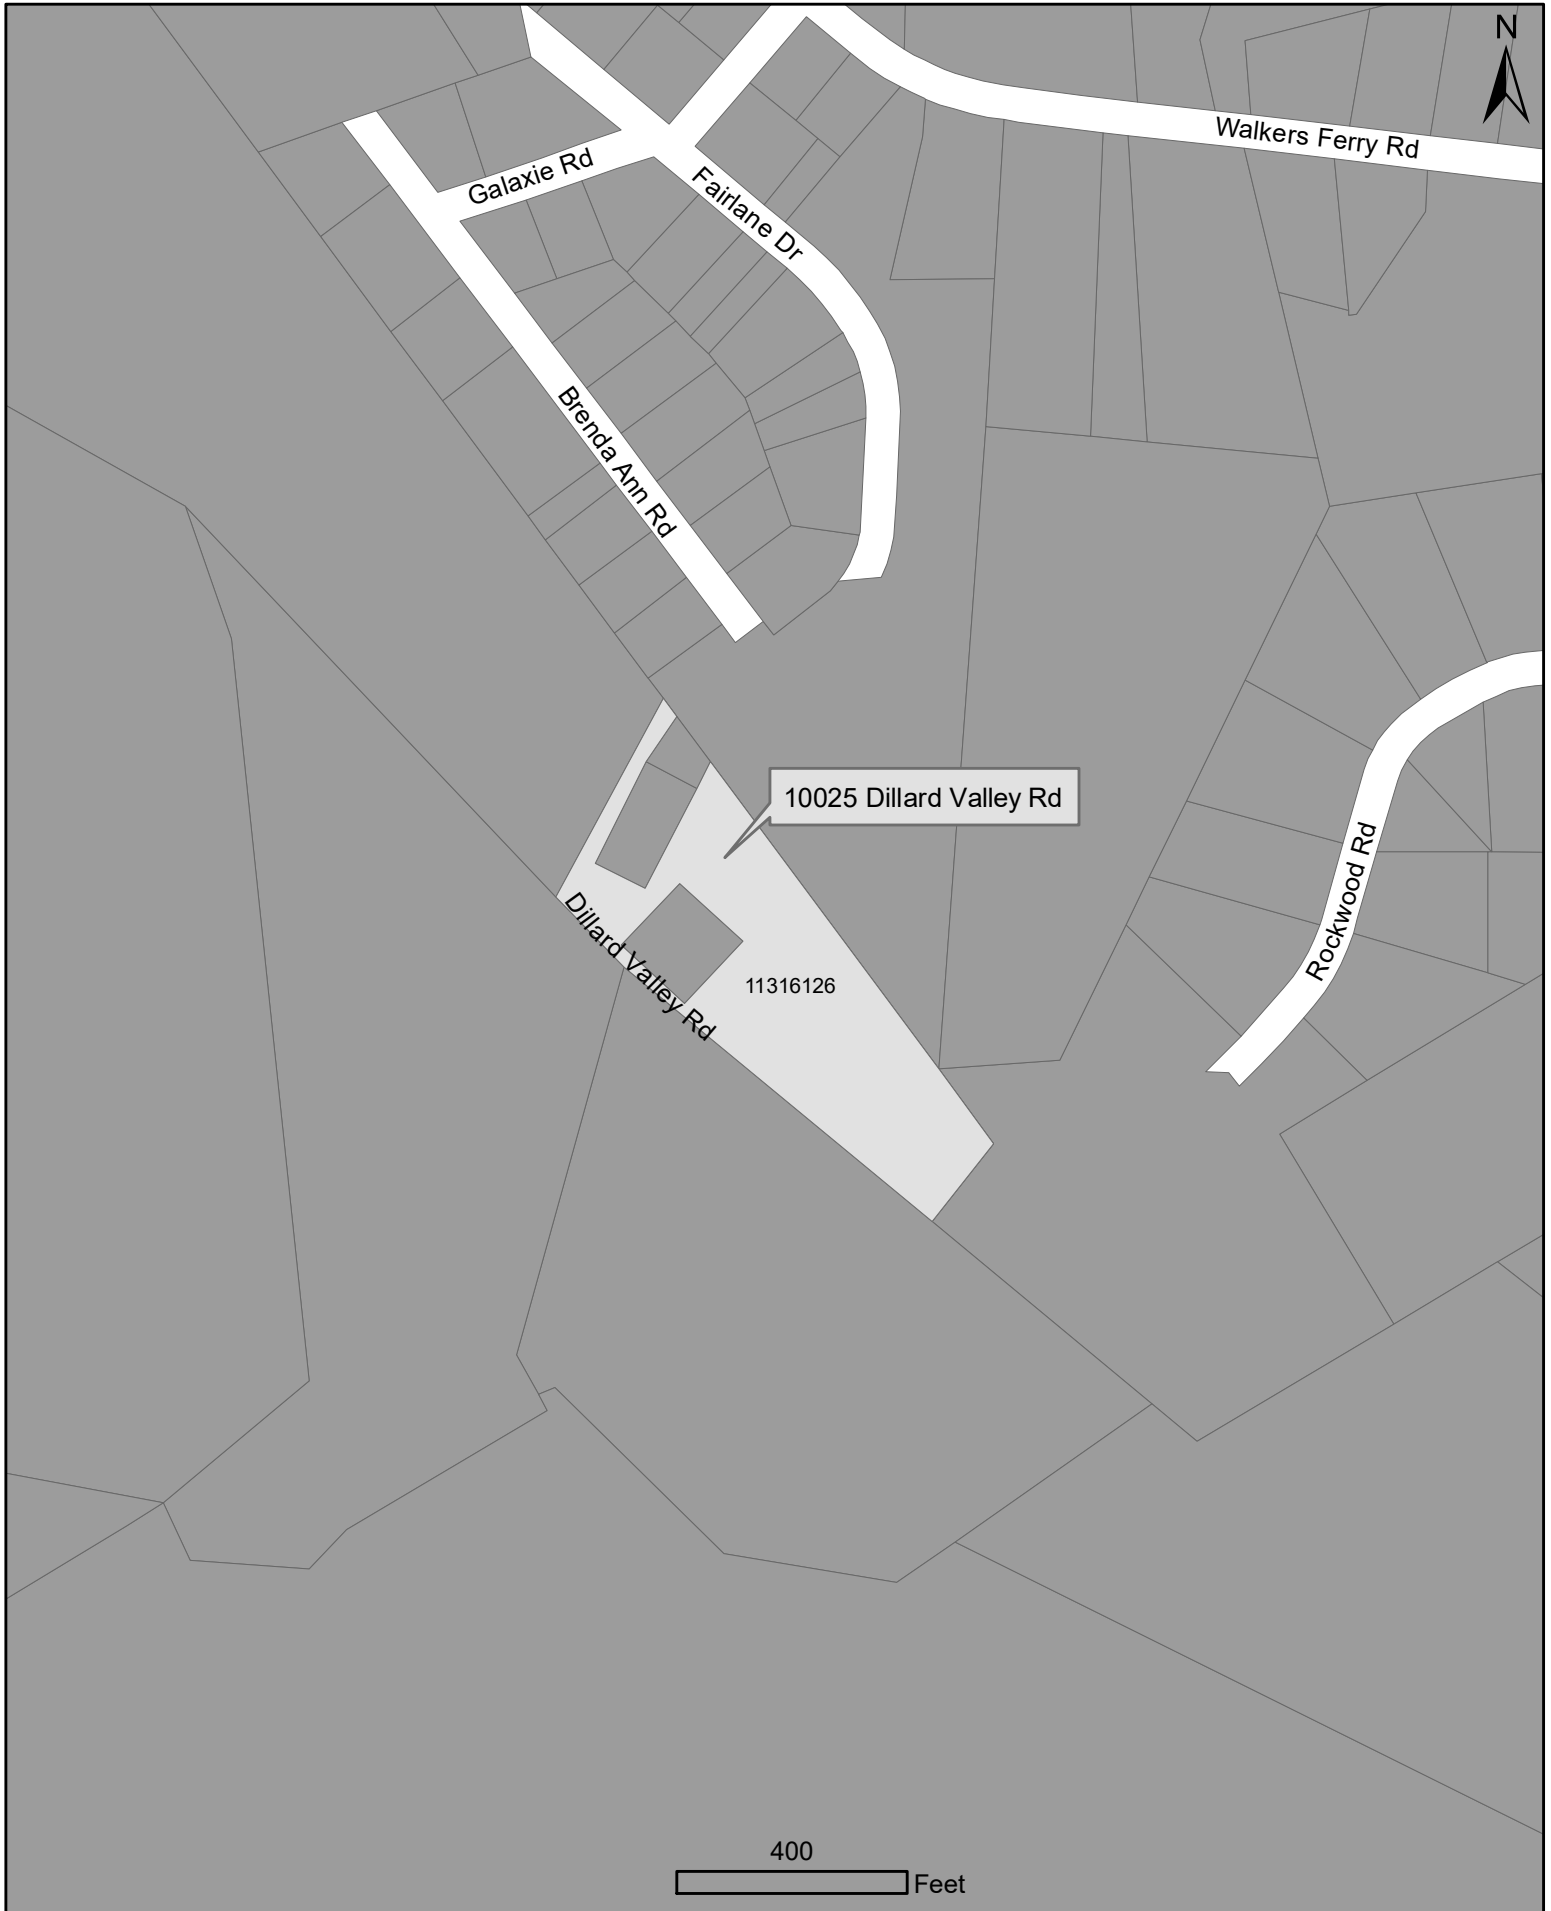 N
Walkers Ferry Rd
Galaxie Rd
Fairlane Dr
Brenda Ann Rd
10025 Dillard Valley Rd
Rockwood Rd
Dillard Valley Rd
11316126
400
Feet